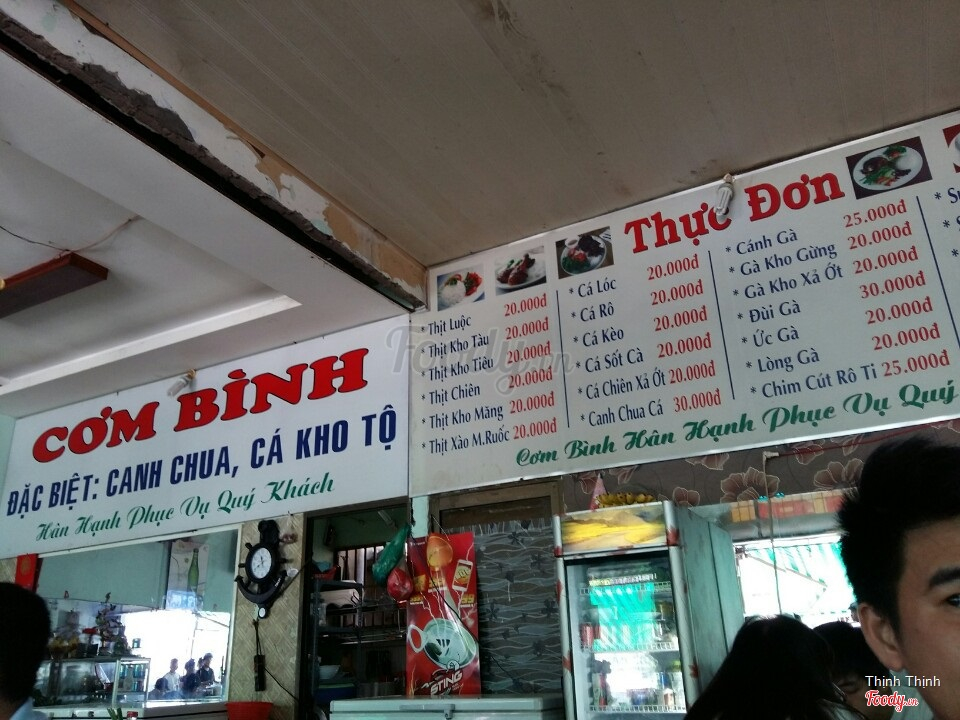 CƠM BÌNH
ĐẶC BIỆT: CANH CHUA, CÁ KHO TỘ
Hân Hạnh Phục Vụ Quý Khách
Thực Đơn
* Thịt Luộc 20.000đ
* Thịt Kho Tàu 20.000đ
* Thịt Kho Tiêu 20.000đ
* Thịt Chiên 20.000đ
* Thịt Kho Măng 20.000đ
* Thịt Xào M.Ruốc 20.000đ
* Cá Lóc 20.000đ
* Cá Rô 20.000đ
* Cá Kèo 20.000đ
* Cá Sốt Cà 20.000đ
* Cá Chiên Xả Ớt 20.000đ
* Canh Chua Cá 30.000đ
* Cánh Gà 25.000đ
* Gà Kho Gừng 20.000đ
* Gà Kho Xả Ớt 20.000đ
* Đùi Gà 30.000đ
* Ức Gà 20.000đ
* Lòng Gà 20.000đ
* Chim Cút Rô Ti 25.000đ
Cơm Bình Hân Hạnh Phục Vụ Quý
STING
Foody.vn
Thinh Thinh
Foody.vn